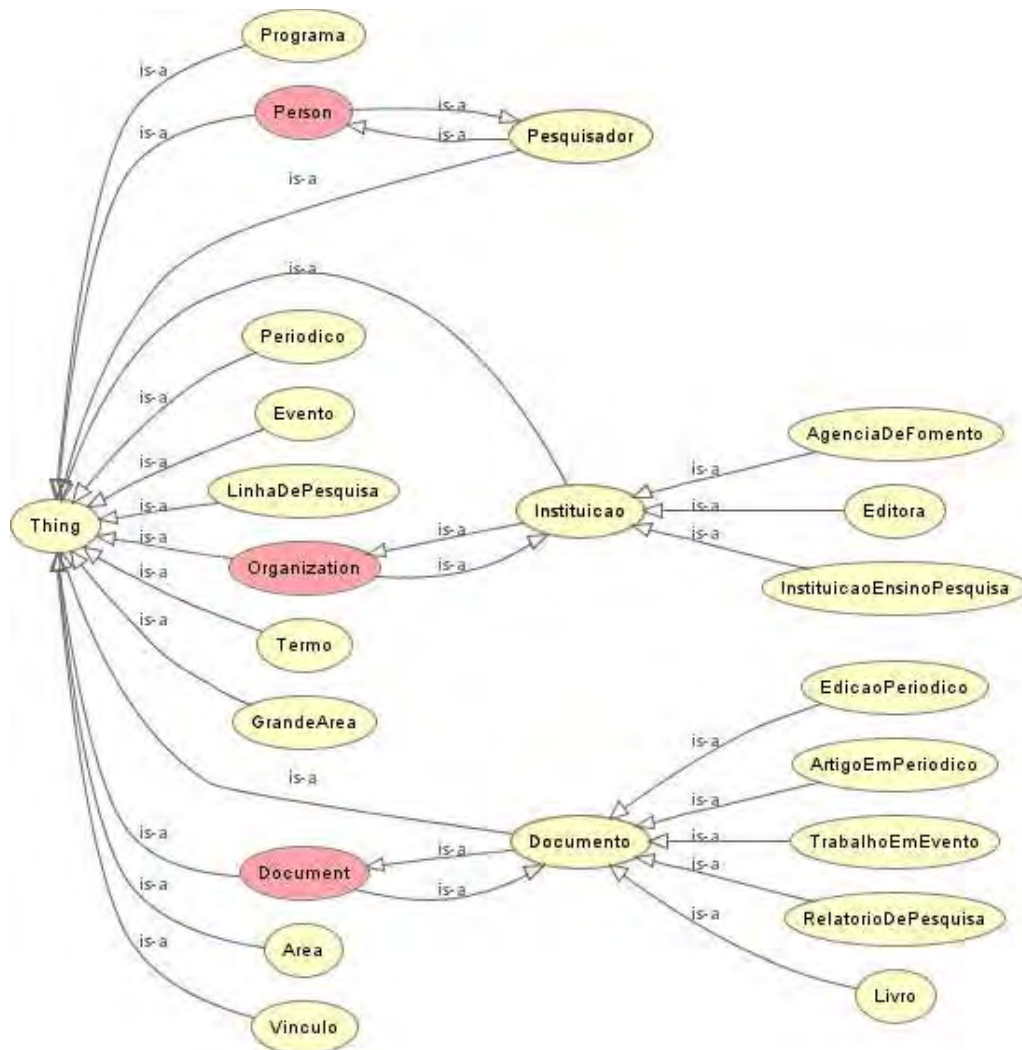 Programa
is-a
Person
is-a
is-a
is-a
Pesquisador
is-a
is-a
Periodico
is-a
Evento
AgenciaDeFomento
is-a
is-a
LinhaDePesquisa
is-a
Thing
Instituicao
is-a
Editora
is-a
is-a
is-a
Organization
is-a
InstituicaoEnsinoPesquisa
is-a
Termo
is-a
EdicaoPeriodico
GrandeArea
is-a
ArtigoEmPeriodico
is-a
is-a
Documento
is-a
TrabalhoEmEvento
is-a
is-a
Document
is-a
is-a
is-a
RelatorioDePesquisa
is-a
Area
is-a
Livro
Vinculo